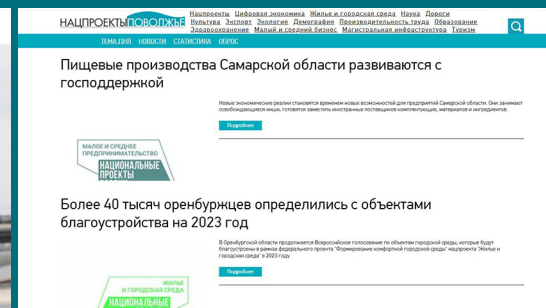 НАЦПРОЕКТЫПОВОЛЖЬЕ
Нацпроекты Цифровая экономика Жилье и городская среда Наука Дороги
Культура Экспорт Экология Демография Производительность труда Образование
Здравоохранение Малый и средний бизнес Магистральная инфраструктура Туризм
ТЕМА ДНЯ НОВОСТИ СТАТИСТИКА ОПРОС
Пищевые производства Самарской области развиваются с
господдержкой
Новые экономические реалии становятся временем новых возможностей для предприятий Самарской области. Они занимают
освобождающиеся ниши, готовятся заместить иностранных поставщиков комплектующих, материалов и ингредиентов.
Подробнее
МАЛОЕ И СРЕДНЕЕ
ПРЕДПРИНИМАТЕЛЬСТВО
НАЦИОНАЛЬНЫЕ
ПРОЕКТЫ
Более 40 тысяч оренбуржцев определились с объектами
благоустройства на 2023 год
В Оренбургской области продолжается Всероссийское голосование по объектам городской среды, которые будут
благоустроены в рамках федерального проекта "Формирование комфортной городской среды" нацпроекта "Жилье и
городская среда" в 2023 году.
Подробнее
ЖИЛЬЕ
И ГОРОДСКАЯ СРЕДА
НАЦИОНАЛЬНЫЕ